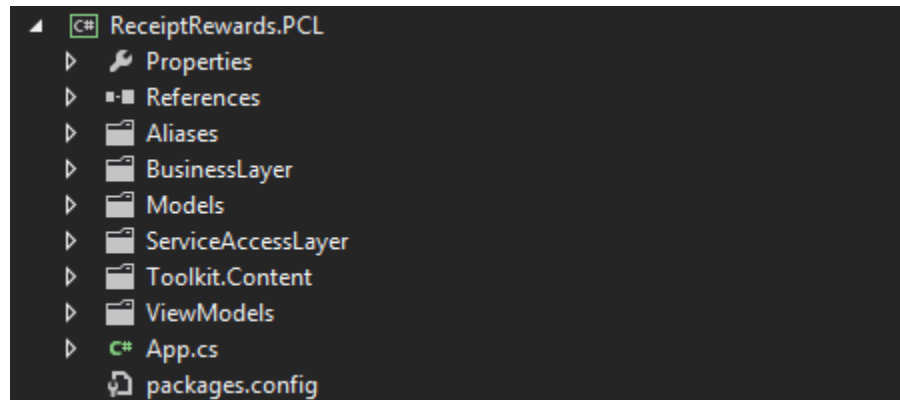 C# ReceiptRewards.PCL
Properties
References
Aliases
BusinessLayer
Models
ServiceAccessLayer
Toolkit.Content
ViewModels
C# App.cs
packages.config